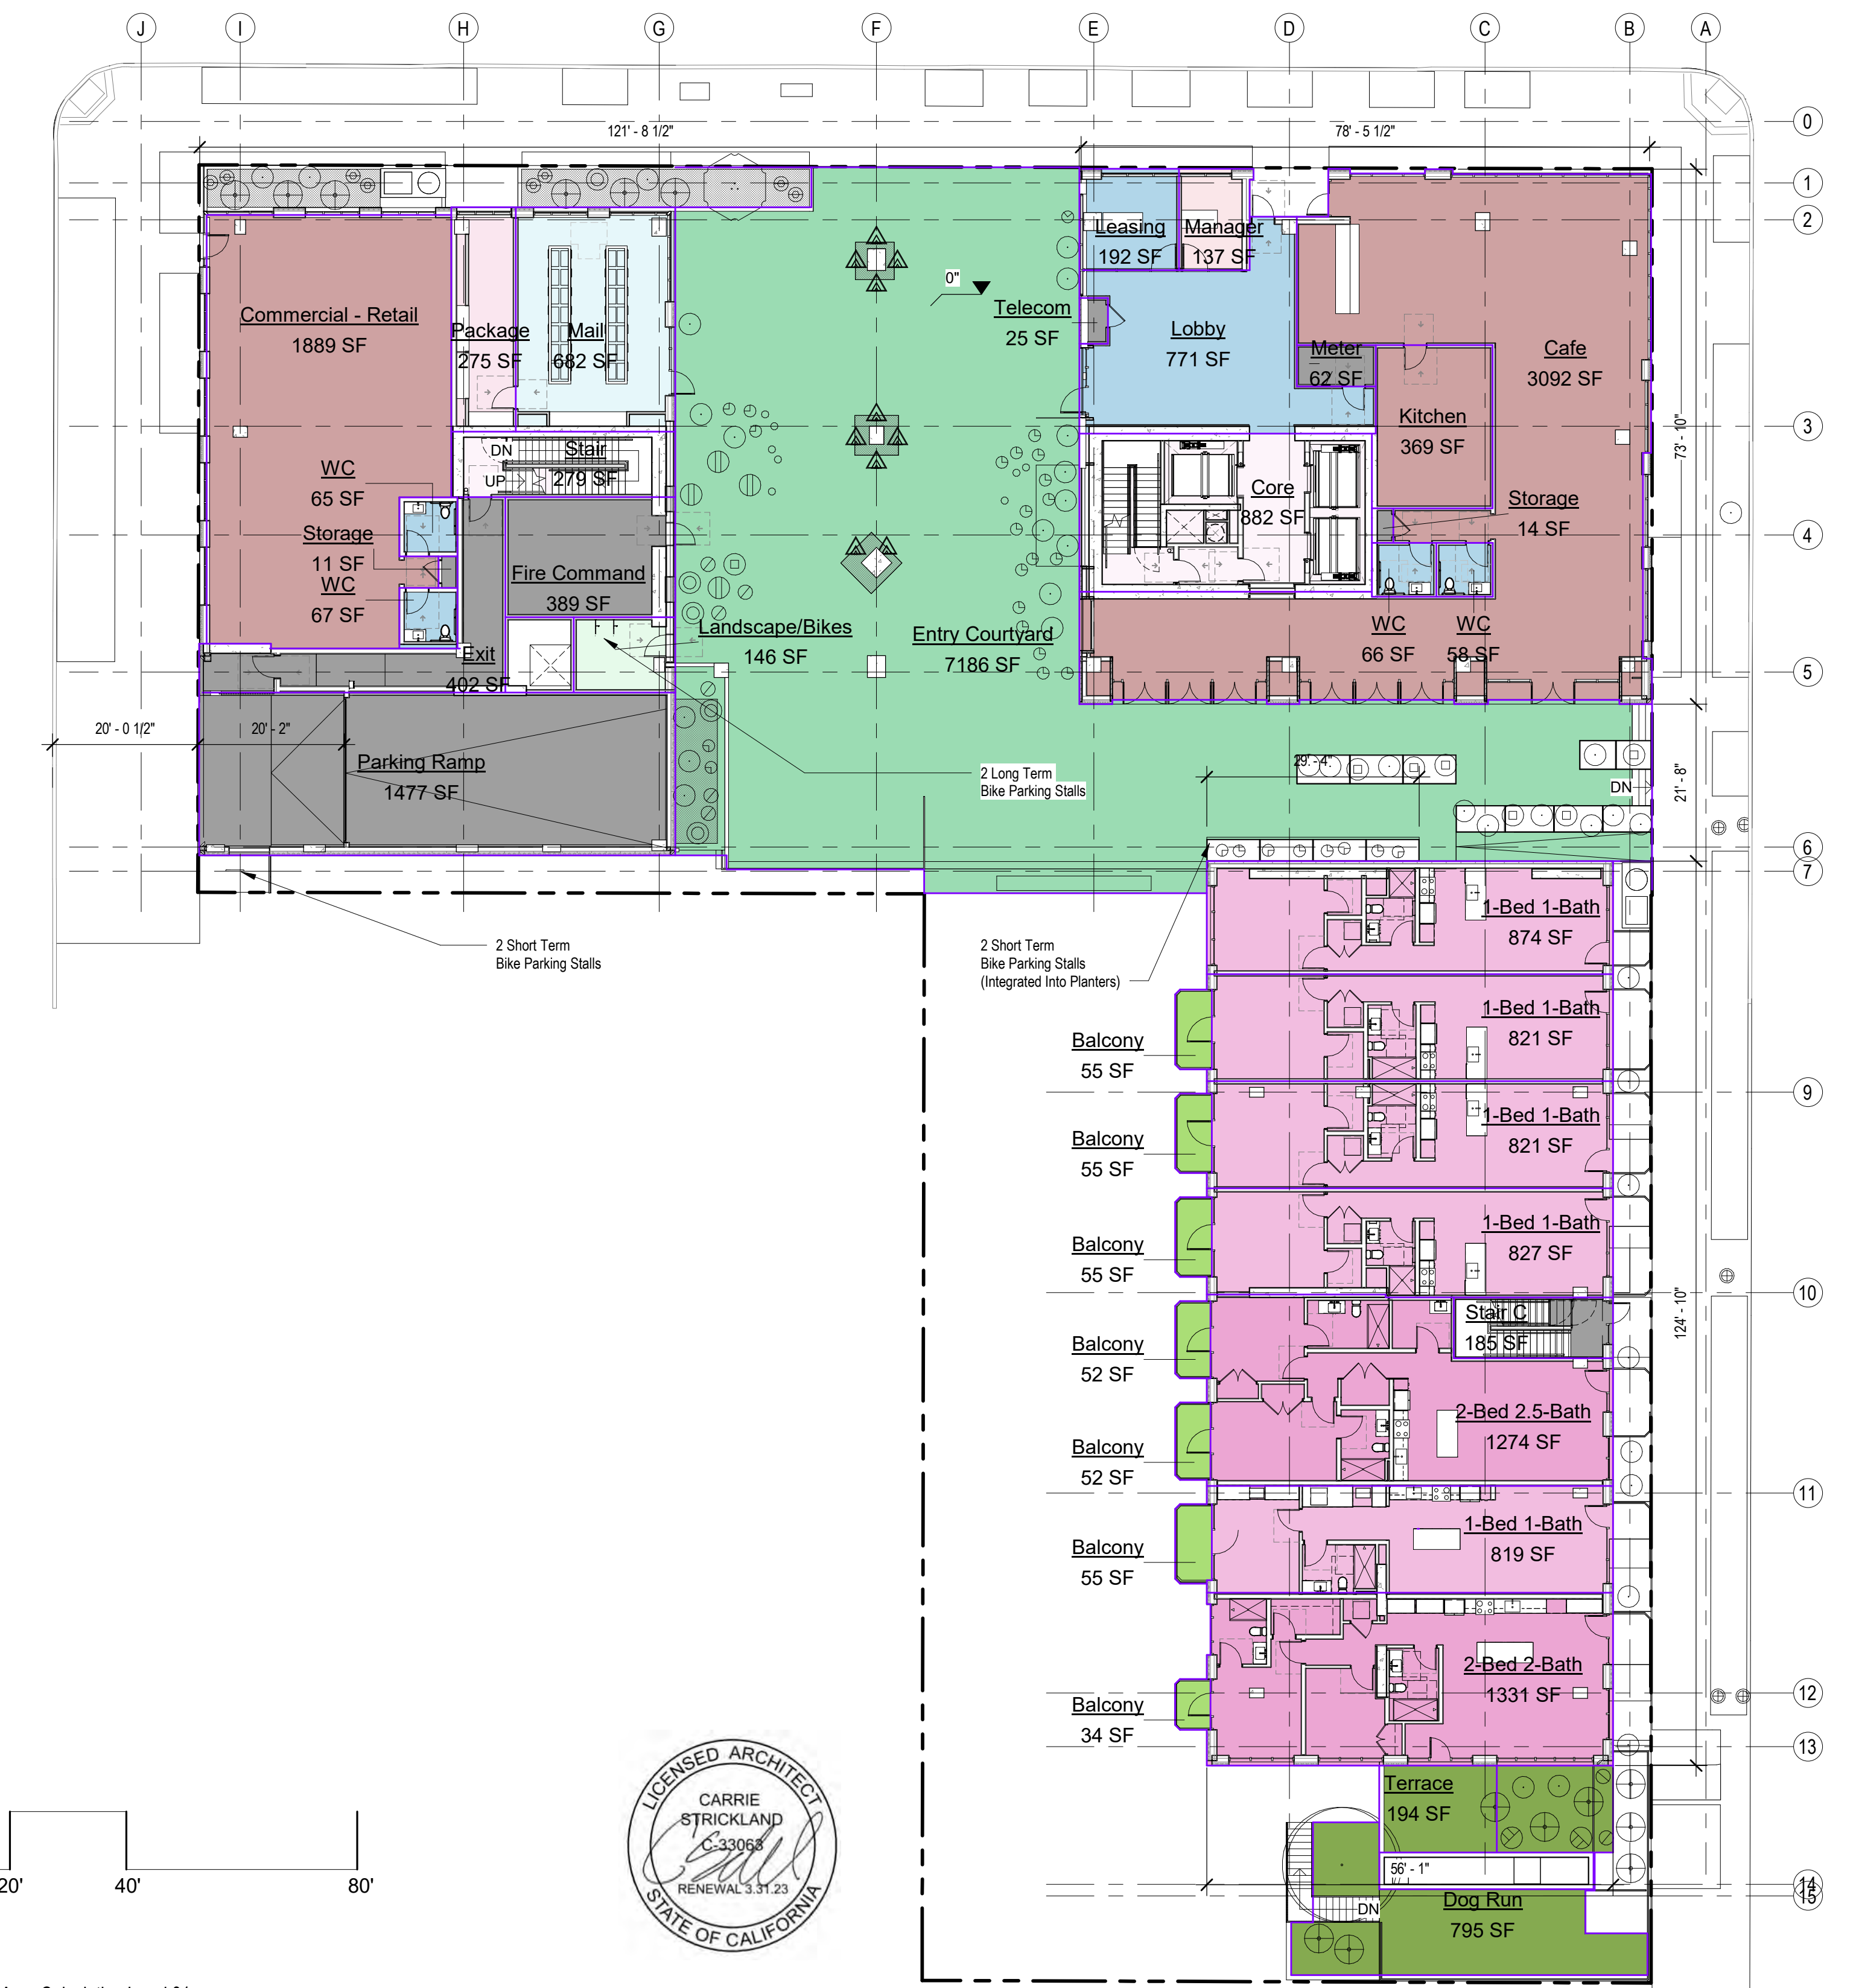 J
I
H
G
F
E
D
C
B
A
0
121' - 8 1/2"
78' - 5 1/2"
1
2
Leasing
192 SF
Manager
137 SF
0"
Commercial - Retail
1889 SF
Package
275 SF
Mail
682 SF
Telecom
25 SF
Lobby
771 SF
Meter
62 SF
Cafe
3092 SF
Kitchen
369 SF
3
73' - 10"
DN
Stair
279 SF
UP
WC
65 SF
Storage
11 SF
WC
67 SF
Core
882 SF
Storage
14 SF
4
Fire Command
389 SF
Landscape/Bikes
146 SF
Entry Courtyard
7186 SF
WC
66 SF
WC
58 SF
Exit
402 SF
5
20' - 0 1/2"
20' - 2"
Parking Ramp
1477 SF
2 Long Term
Bike Parking Stalls
29' - 4"
DN
21' - 8"
6
7
2 Short Term
Bike Parking Stalls
2 Short Term
Bike Parking Stalls
(Integrated Into Planters)
1-Bed 1-Bath
874 SF
1-Bed 1-Bath
821 SF
Balcony
55 SF
9
1-Bed 1-Bath
821 SF
Balcony
55 SF
1-Bed 1-Bath
827 SF
Balcony
55 SF
10
124' - 10"
Stair C
185 SF
Balcony
52 SF
2-Bed 2.5-Bath
1274 SF
Balcony
52 SF
11
1-Bed 1-Bath
819 SF
Balcony
55 SF
2-Bed 2-Bath
1331 SF
12
Balcony
34 SF
13
Terrace
194 SF
56' - 1"
14
15
DN
Dog Run
795 SF
LICENSED ARCHITECT
CARRIE
STRICKLAND
C-33063
RENEWAL 3.31.23
STATE OF CALIFORNIA
20'
40'
80'